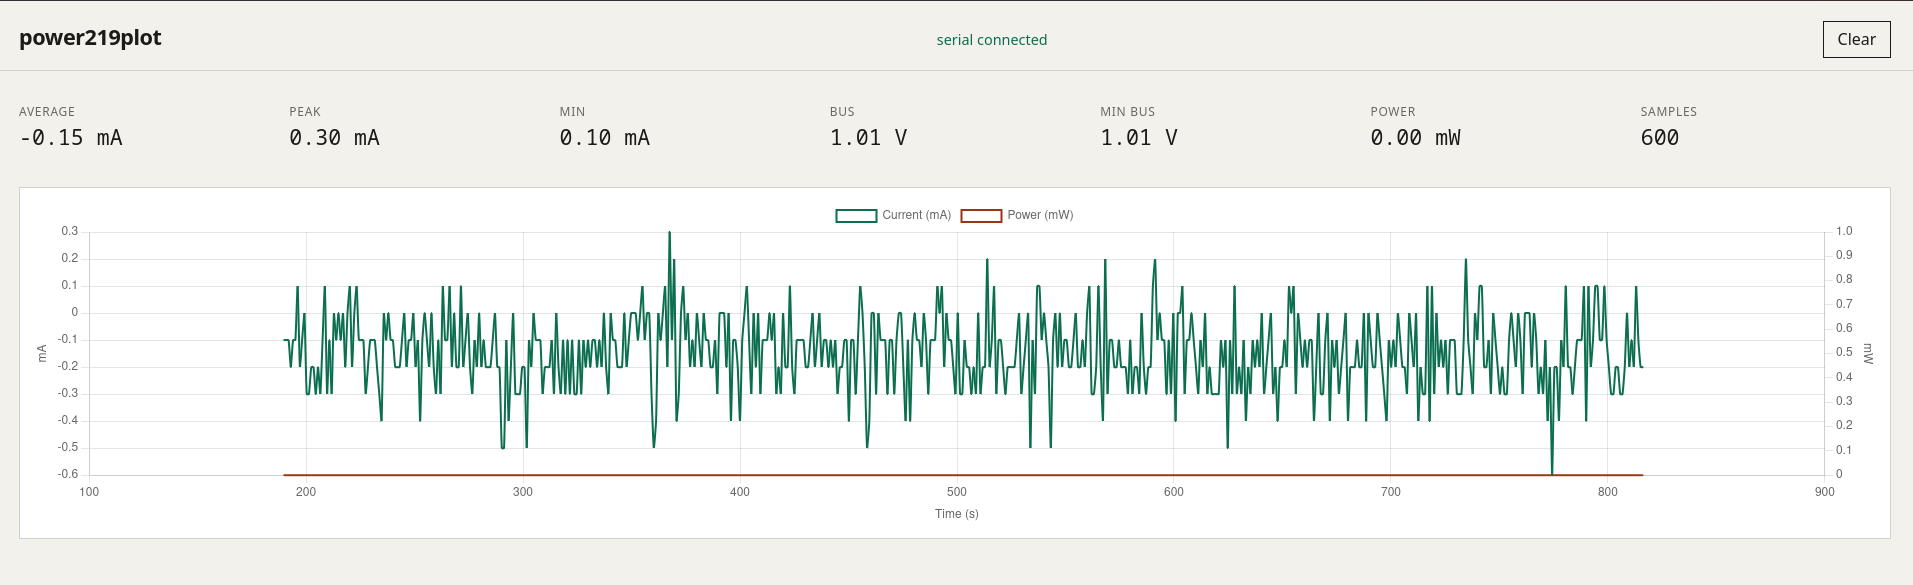 power219plot
serial connected
Clear
AVERAGE PEAK MIN BUS MIN BUS POWER SAMPLES
-0.15 mA 0.30 mA 0.10 mA 1.01 V 1.01 V 0.00 mW 600
Current (mA) Power (mW)
0.3
0.2
0.1
0
-0.1
-0.2
-0.3
-0.4
-0.5
-0.6
mA
1.0
0.9
0.8
0.7
0.6
0.5
0.4
0.3
0.2
0.1
0
mW
100 200 300 400 500 600 700 800 900
Time (s)